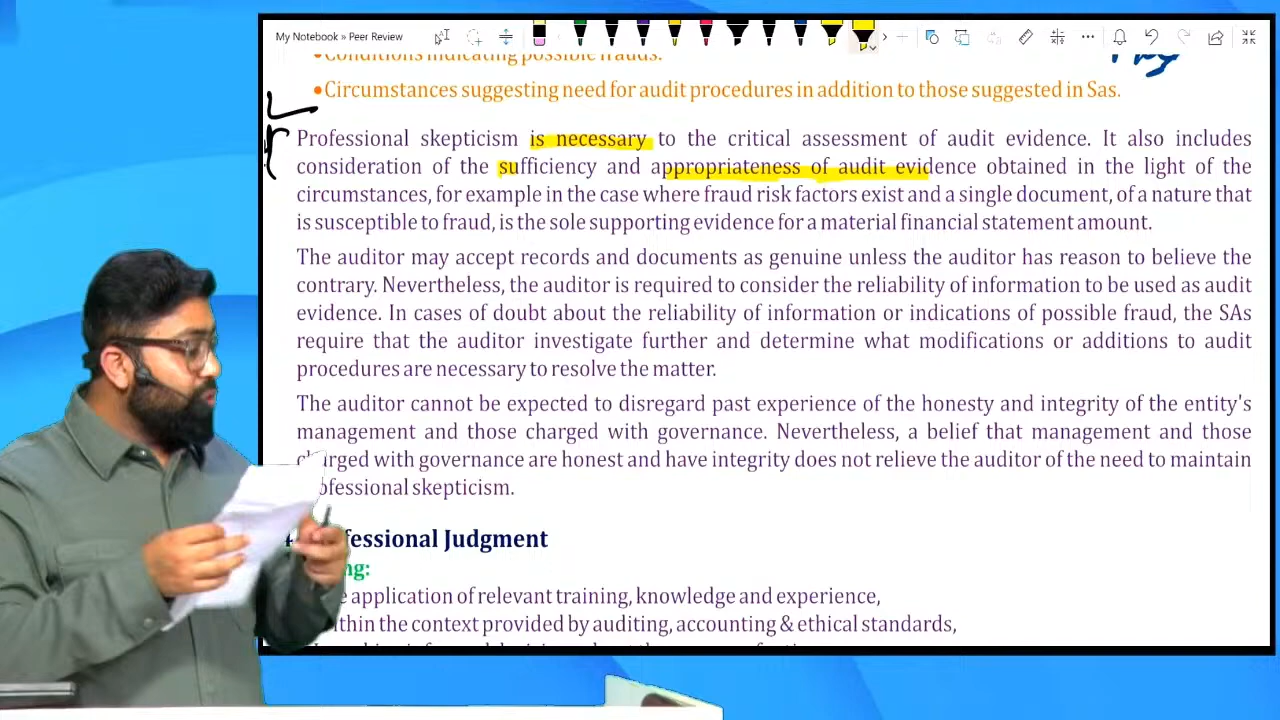 My Notebook » Peer Review
•Conditions indicating possible frauds.
•Circumstances suggesting need for audit procedures in addition to those suggested in Sas.
Professional skepticism is necessary to the critical assessment of audit evidence. It also includes
consideration of the sufficiency and appropriateness of audit evidence obtained in the light of the
circumstances, for example in the case where fraud risk factors exist and a single document, of a nature that
is susceptible to fraud, is the sole supporting evidence for a material financial statement amount.
The auditor may accept records and documents as genuine unless the auditor has reason to believe the
contrary. Nevertheless, the auditor is required to consider the reliability of information to be used as audit
evidence. In cases of doubt about the reliability of information or indications of possible fraud, the SAs
require that the auditor investigate further and determine what modifications or additions to audit
procedures are necessary to resolve the matter.
The auditor cannot be expected to disregard past experience of the honesty and integrity of the entity's
management and those charged with governance. Nevertheless, a belief that management and those
charged with governance are honest and have integrity does not relieve the auditor of the need to maintain
professional skepticism.
Professional Judgment
application of relevant training, knowledge and experience,
within the context provided by auditing, accounting & ethical standards,